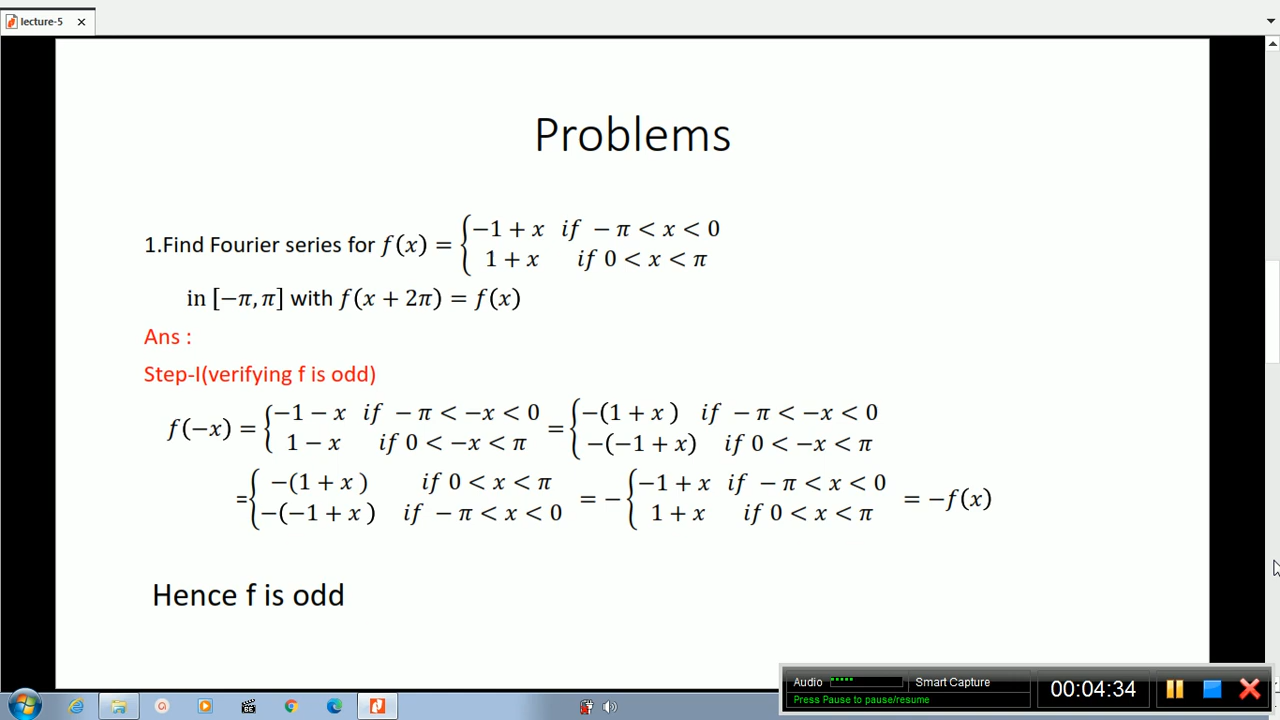 lecture-5
Problems
1.Find Fourier series for f(x) = {−1 + x if − π < x < 0
1 + x if 0 < x < π
in [−π, π] with f(x + 2π) = f(x)
Ans :
Step-I(verifying f is odd)
f(−x) = {−1 − x if − π < −x < 0 = {−(1 + x ) if − π < −x < 0
1 − x if 0 < −x < π −(−1 + x) if 0 < −x < π
={ −(1 + x ) if 0 < x < π = − {−1 + x if − π < x < 0 = −f(x)
−(−1 + x ) if − π < x < 0 1 + x if 0 < x < π
Hence f is odd
Audio Smart Capture 00:04:34
Press Pause to pause/resume